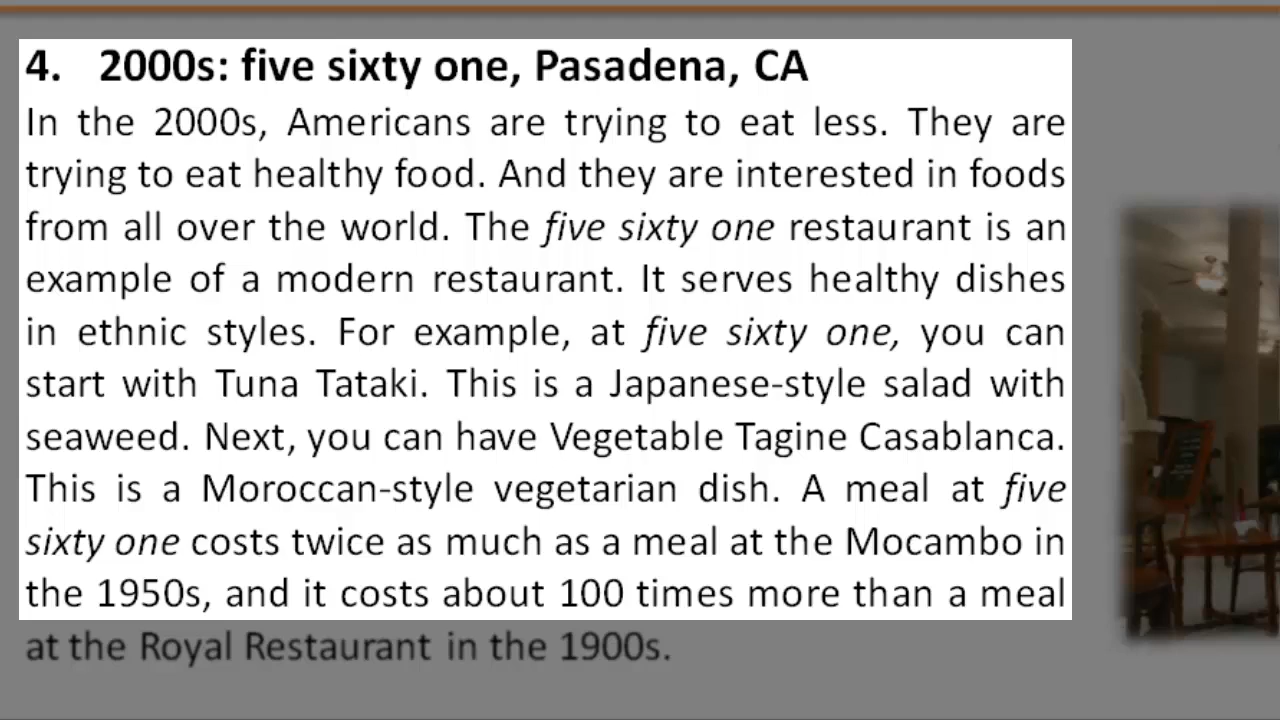 4. 2000s: five sixty one, Pasadena, CA
In the 2000s, Americans are trying to eat less. They are
trying to eat healthy food. And they are interested in foods
from all over the world. The five sixty one restaurant is an
example of a modern restaurant. It serves healthy dishes
in ethnic styles. For example, at five sixty one, you can
start with Tuna Tataki. This is a Japanese-style salad with
seaweed. Next, you can have Vegetable Tagine Casablanca.
This is a Moroccan-style vegetarian dish. A meal at five
sixty one costs twice as much as a meal at the Mocambo in
the 1950s, and it costs about 100 times more than a meal
at the Royal Restaurant in the 1900s.